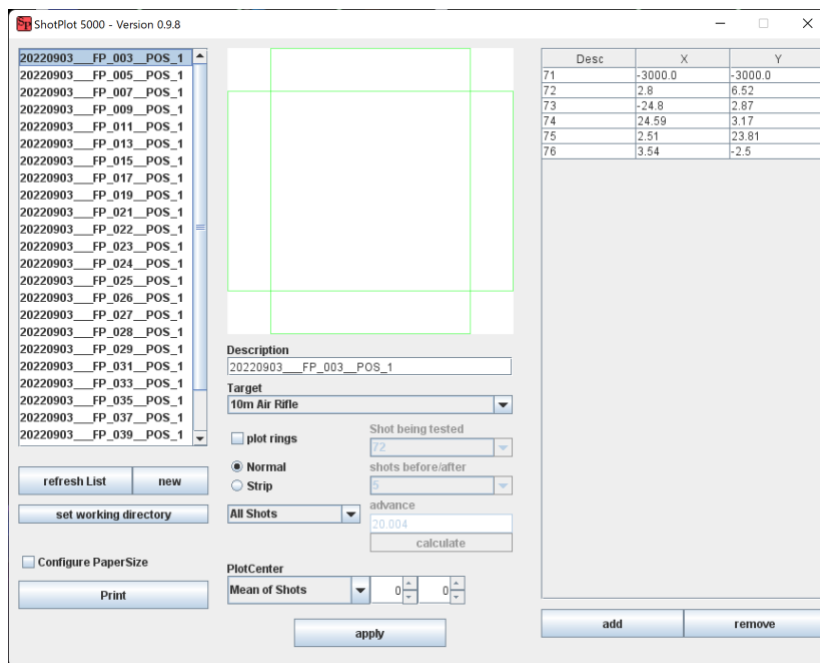 ShotPlot 5000 - Version 0.9.8
20220903___FP_003__POS_1
20220903___FP_005__POS_1
20220903___FP_007__POS_1
20220903___FP_009__POS_1
20220903___FP_011__POS_1
20220903___FP_013__POS_1
20220903___FP_015__POS_1
20220903___FP_017__POS_1
20220903___FP_019__POS_1
20220903___FP_021__POS_1
20220903___FP_022__POS_1
20220903___FP_023__POS_1
20220903___FP_024__POS_1
20220903___FP_025__POS_1
20220903___FP_026__POS_1
20220903___FP_027__POS_1
20220903___FP_028__POS_1
20220903___FP_029__POS_1
20220903___FP_031__POS_1
20220903___FP_033__POS_1
20220903___FP_035__POS_1
20220903___FP_037__POS_1
20220903___FP_039__POS_1
refresh List new
set working directory
Configure PaperSize
Print
Description
20220903___FP_003__POS_1
Target
10m Air Rifle
plot rings
Normal
Strip
All Shots
Shot being tested
72
shots before/after
5
advance
20.004
calculate
PlotCenter
Mean of Shots 0 0
apply
Desc X Y
71 -3000.0 -3000.0
72 2.8 6.52
73 -24.8 2.87
74 24.59 3.17
75 2.51 23.81
76 3.54 -2.5
add remove